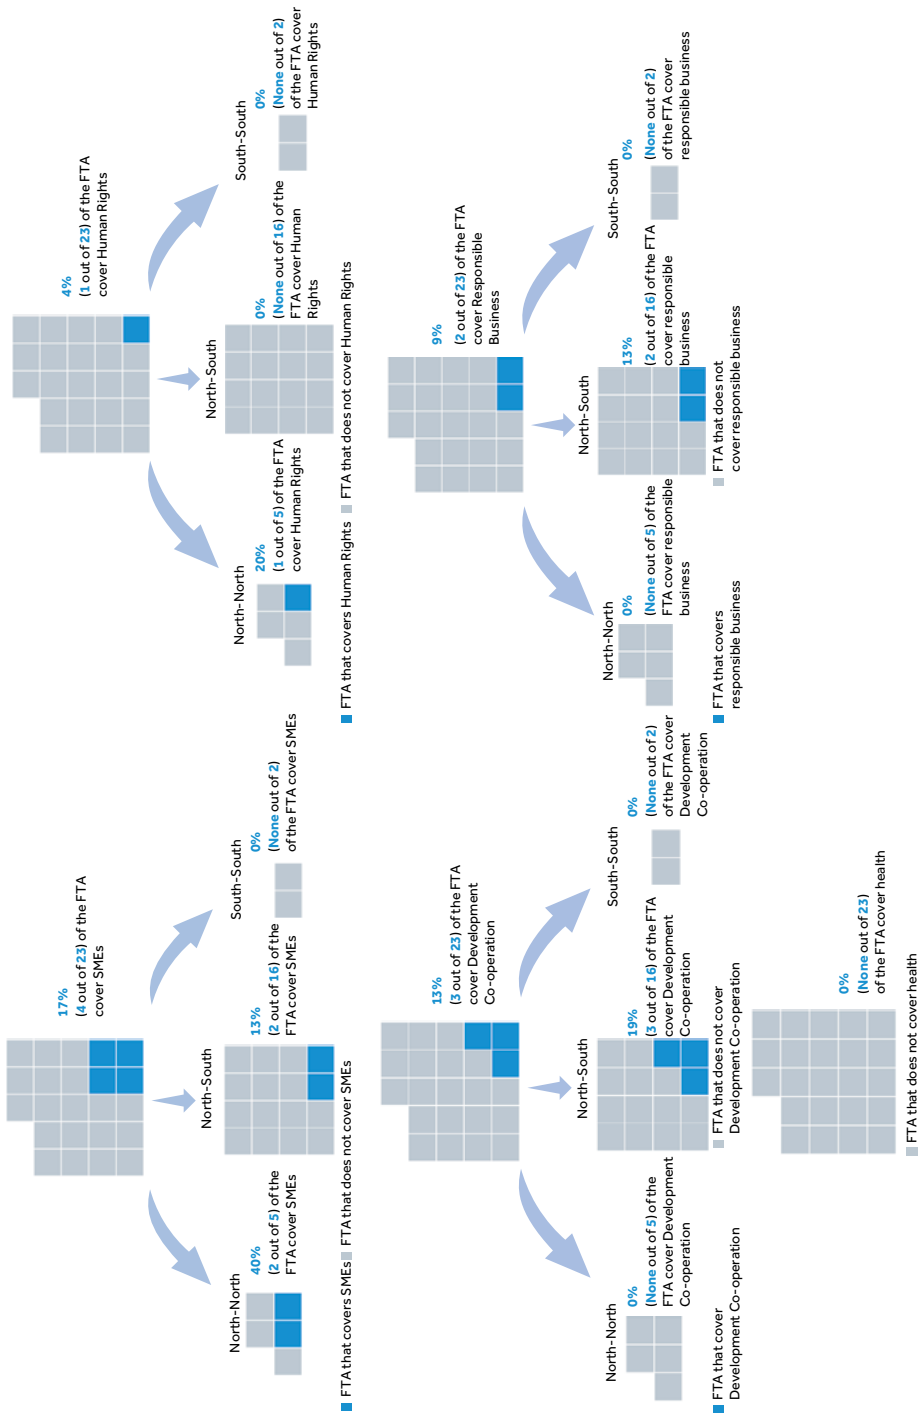 17%
(4 out of 23) of the FTA
cover SMEs
North-North
North-South
South-South
40%
(2 out of 5) of the
FTA cover SMEs
13%
(2 out of 16) of the
FTA cover SMEs
0%
(None out of 2)
of the FTA cover SMEs
FTA that covers SMEs
FTA that does not cover SMEs
4%
(1 out of 23) of the FTA
cover Human Rights
North-North
North-South
South-South
20%
(1 out of 5) of the FTA
cover Human Rights
0%
(None out of 16) of the
FTA cover Human
Rights
0%
(None out of 2)
of the FTA cover
Human Rights
FTA that covers Human Rights
FTA that does not cover Human Rights
13%
(3 out of 23) of the FTA
cover Development
Co-operation
North-North
North-South
South-South
0%
(None out of 5) of the
FTA cover Development
Co-operation
19%
(3 out of 16) of the FTA
cover Development
Co-operation
0%
(None out of 2)
of the FTA cover
Development
Co-operation
FTA that cover
Development Co-operation
FTA that does not cover
Development Co-operation
9%
(2 out of 23) of the FTA
cover Responsible
Business
North-North
North-South
South-South
0%
(None out of 5) of the
FTA cover responsible
business
13%
(2 out of 16) of the FTA
cover responsible
business
0%
(None out of 2)
of the FTA cover
responsible business
FTA that covers
responsible business
FTA that does not
cover responsible business
0%
(None out of 23)
of the FTA cover health
FTA that does not cover health